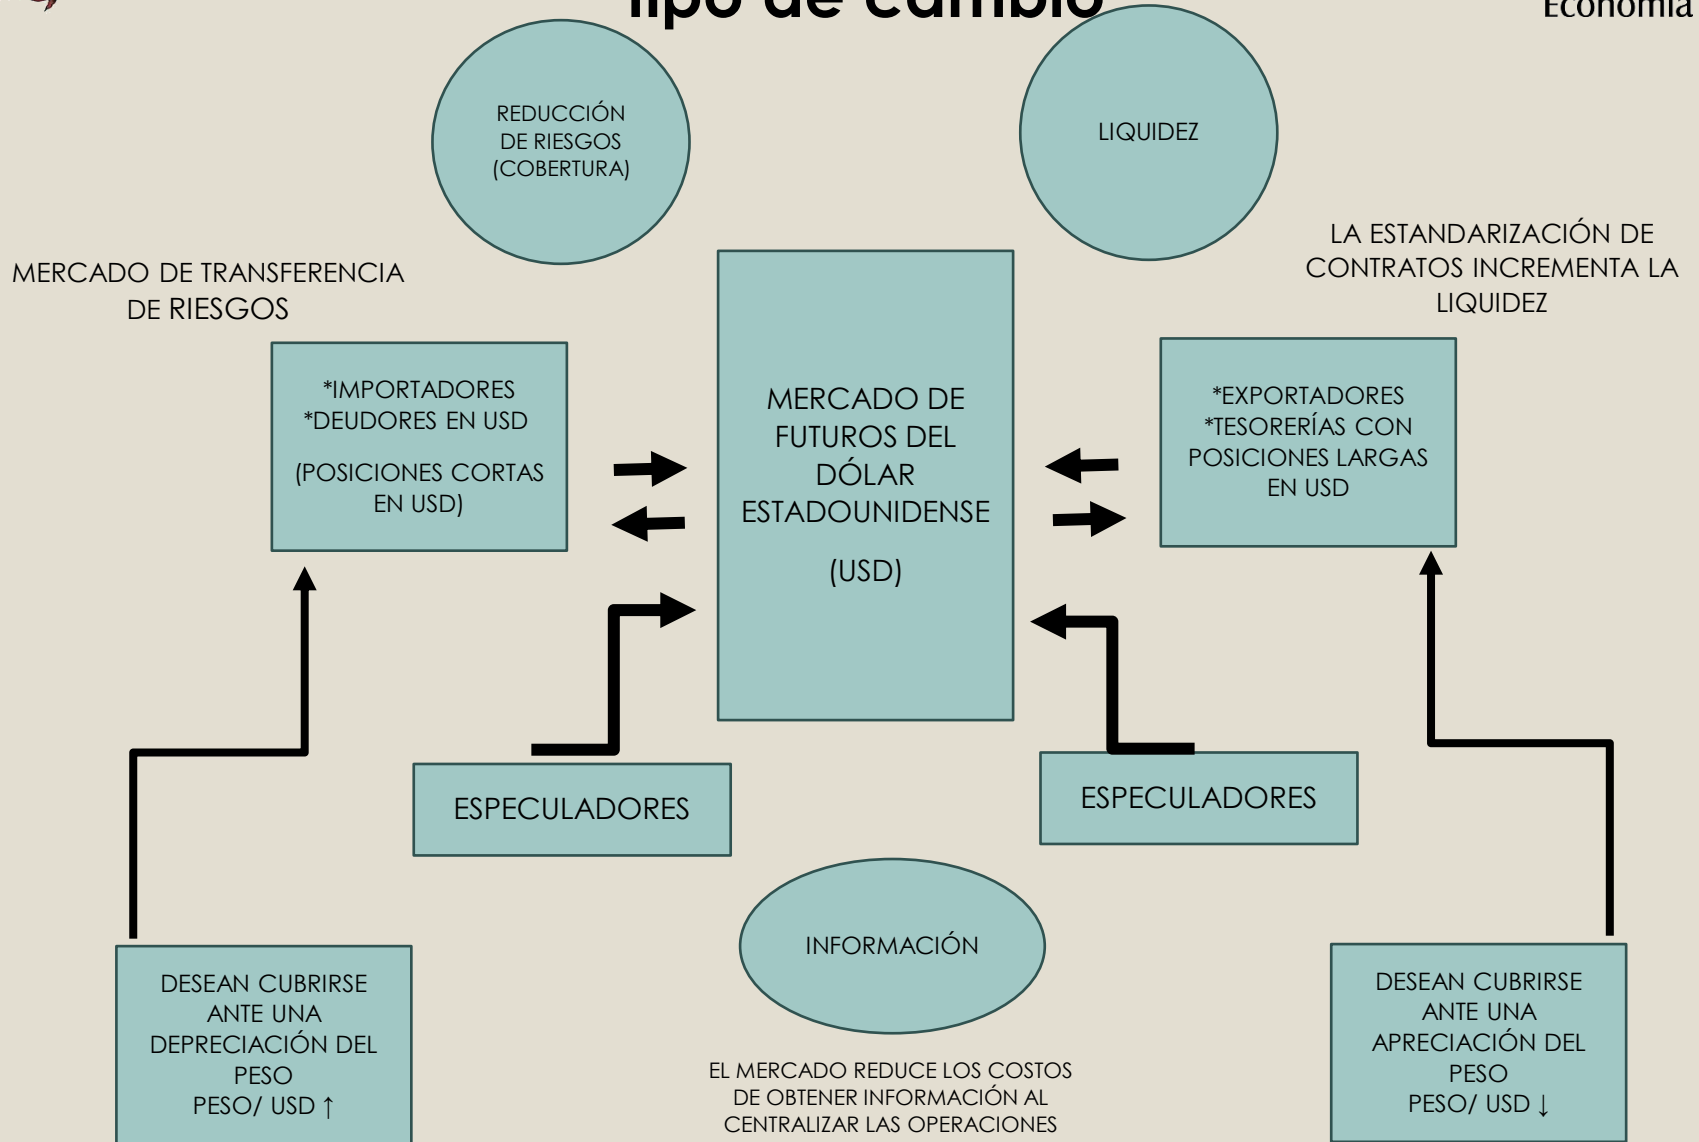 tipo de cambio
Economía
REDUCCIÓN
DE RIESGOS
(COBERTURA)
LIQUIDEZ
MERCADO DE TRANSFERENCIA
DE RIESGOS
LA ESTANDARIZACIÓN DE
CONTRATOS INCREMENTA LA
LIQUIDEZ
*IMPORTADORES
*DEUDORES EN USD
(POSICIONES CORTAS
EN USD)
MERCADO DE
FUTUROS DEL
DÓLAR
ESTADOUNIDENSE
(USD)
*EXPORTADORES
*TESORERÍAS CON
POSICIONES LARGAS
EN USD
ESPECULADORES
ESPECULADORES
INFORMACIÓN
DESEAN CUBRIRSE
ANTE UNA
DEPRECIACIÓN DEL
PESO
PESO/ USD ↑
EL MERCADO REDUCE LOS COSTOS
DE OBTENER INFORMACIÓN AL
CENTRALIZAR LAS OPERACIONES
DESEAN CUBRIRSE
ANTE UNA
APRECIACIÓN DEL
PESO
PESO/ USD ↓